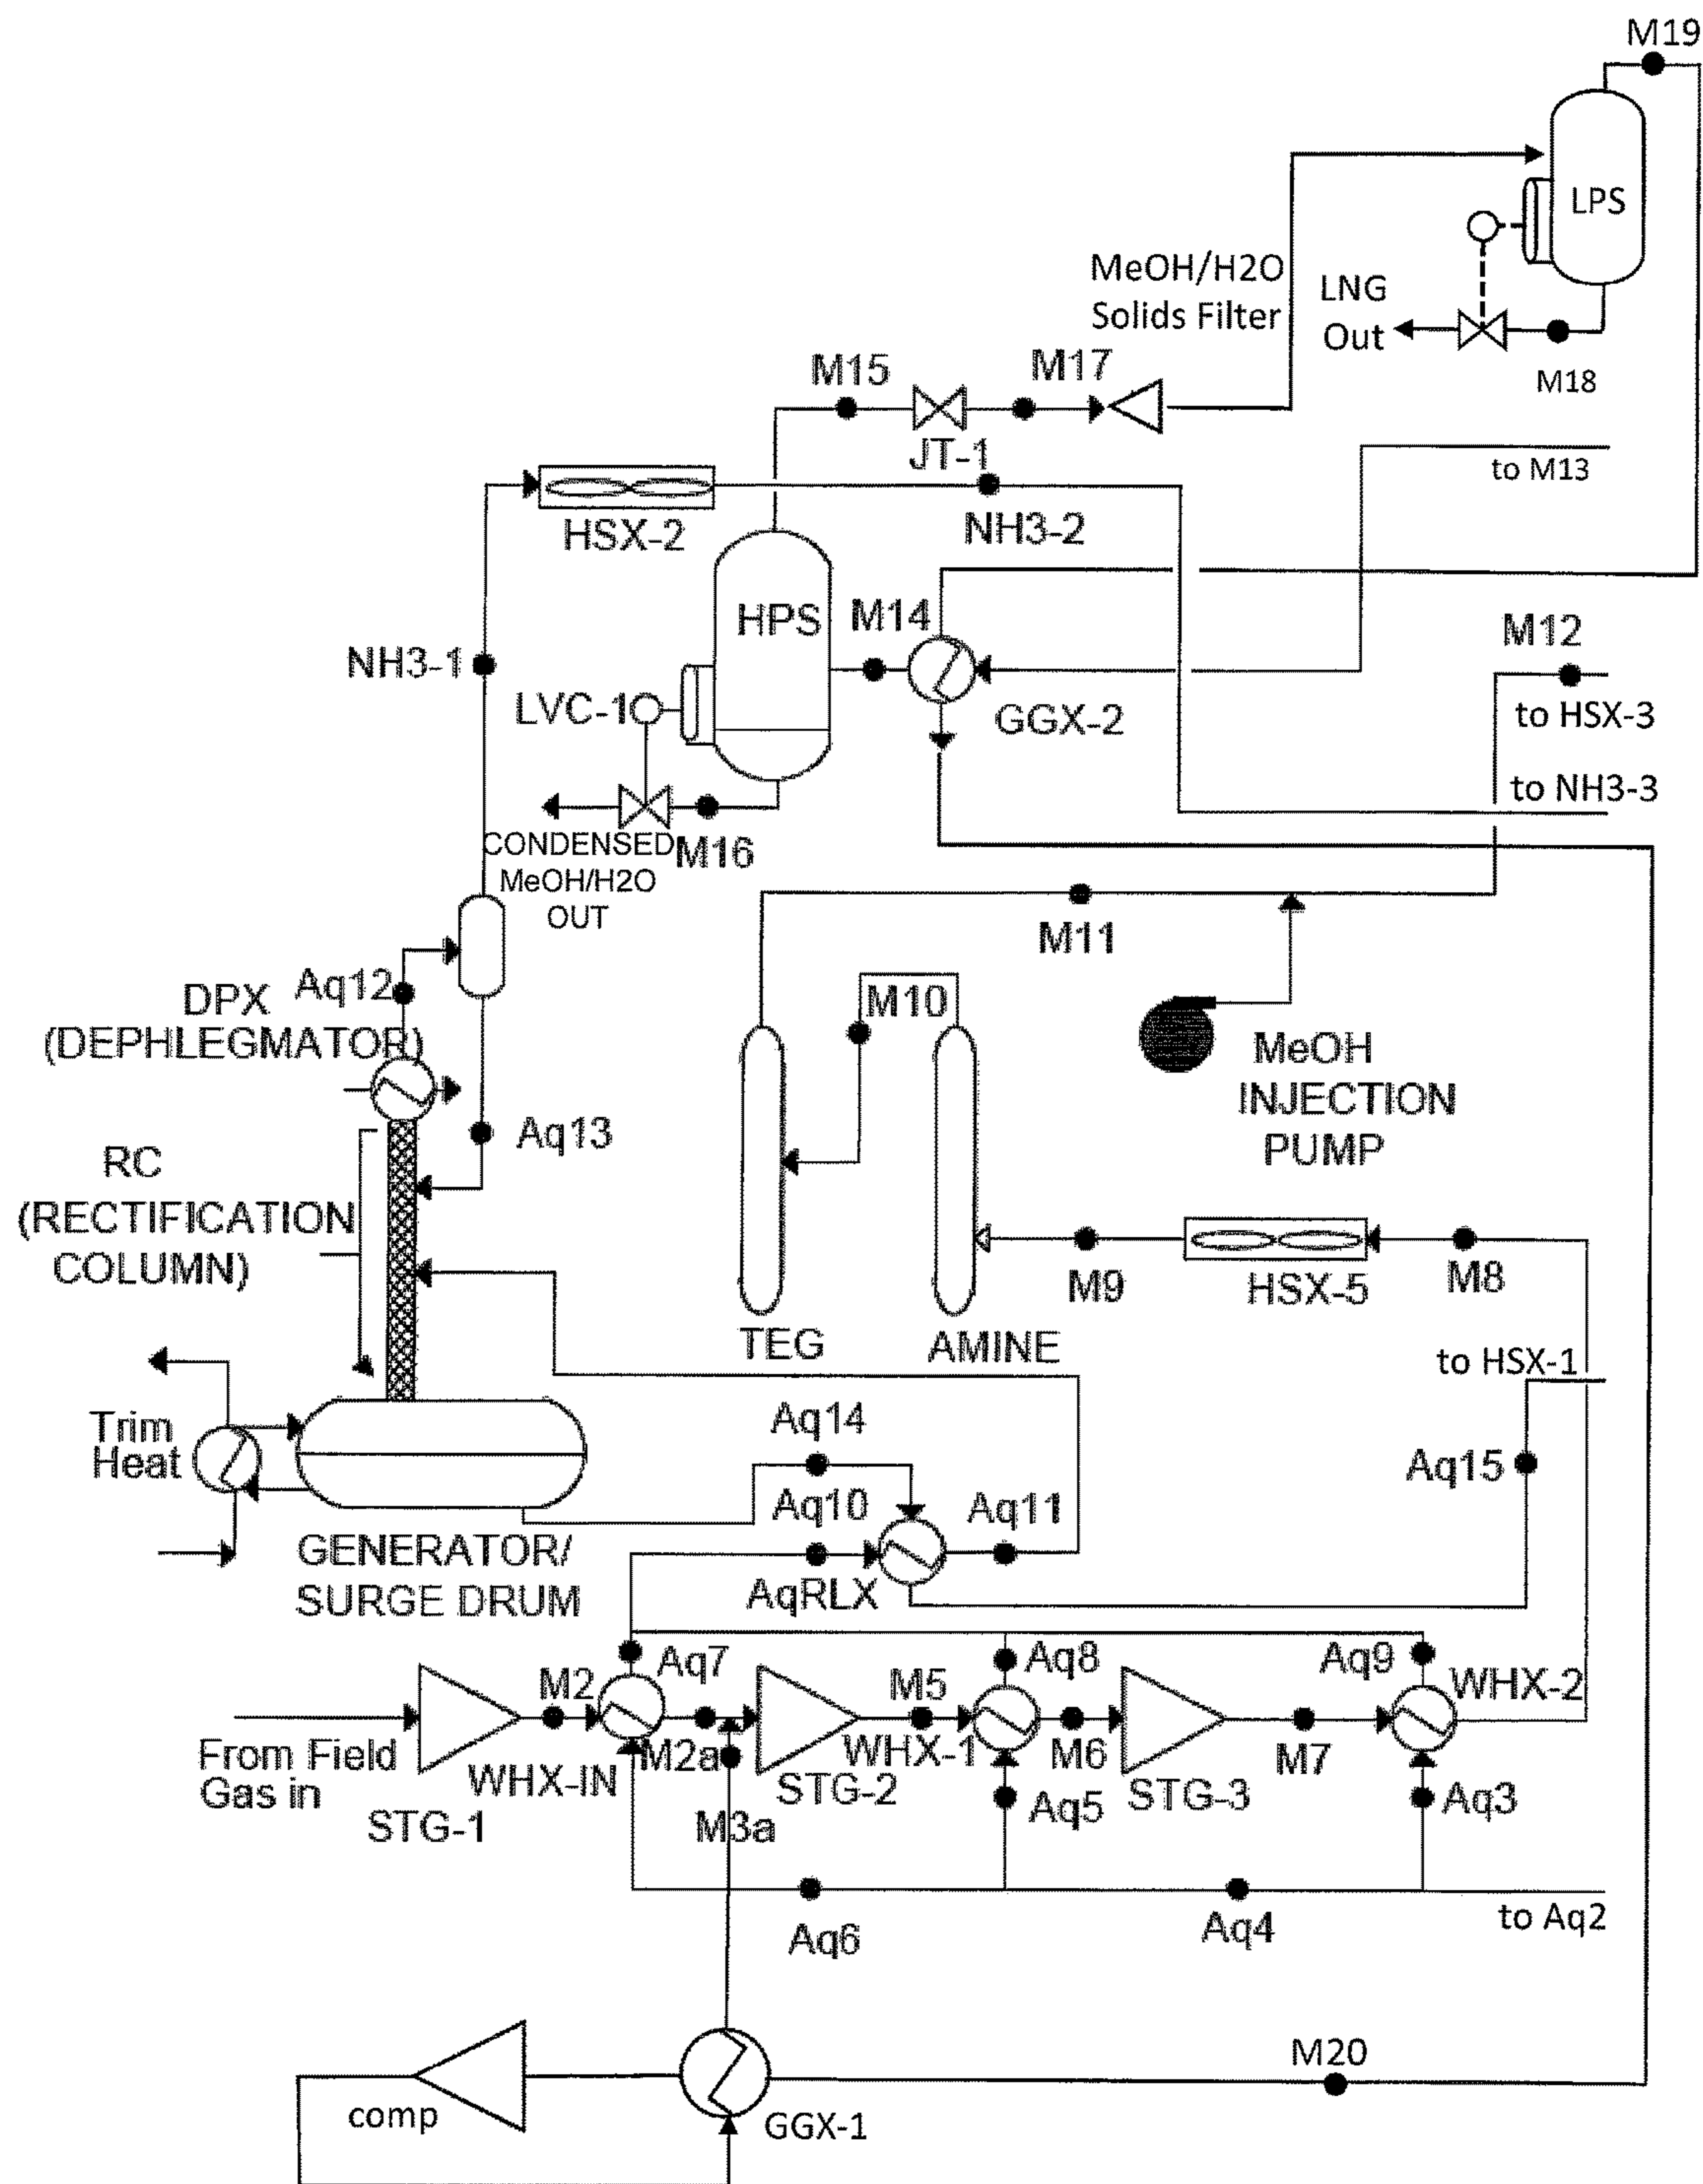 M19
LPS
MeOH/H2O
Solids Filter
LNG
Out
M18
M15
M17
JT-1
to M13
HSX-2
NH3-2
HPS
M14
M12
NH3-1
to HSX-3
LVC-1
GGX-2
to NH3-3
CONDENSED
MeOH/H2O
OUT
M16
M11
DPX
(DEPHLEGMATOR)
Aq12
M10
MeOH
INJECTION
PUMP
Aq13
RC
(RECTIFICATION
COLUMN)
M9
HSX-5
M8
TEG
AMINE
to HSX-1
Trim
Heat
Aq14
Aq15
Aq10
Aq11
GENERATOR/
SURGE DRUM
AqRLX
Aq7
Aq8
Aq9
M2
M5
WHX-2
From Field
Gas in
WHX-IN
M2a
WHX-1
M6
M7
STG-1
STG-2
STG-3
M3a
Aq5
Aq3
Aq6
Aq4
to Aq2
M20
comp
GGX-1